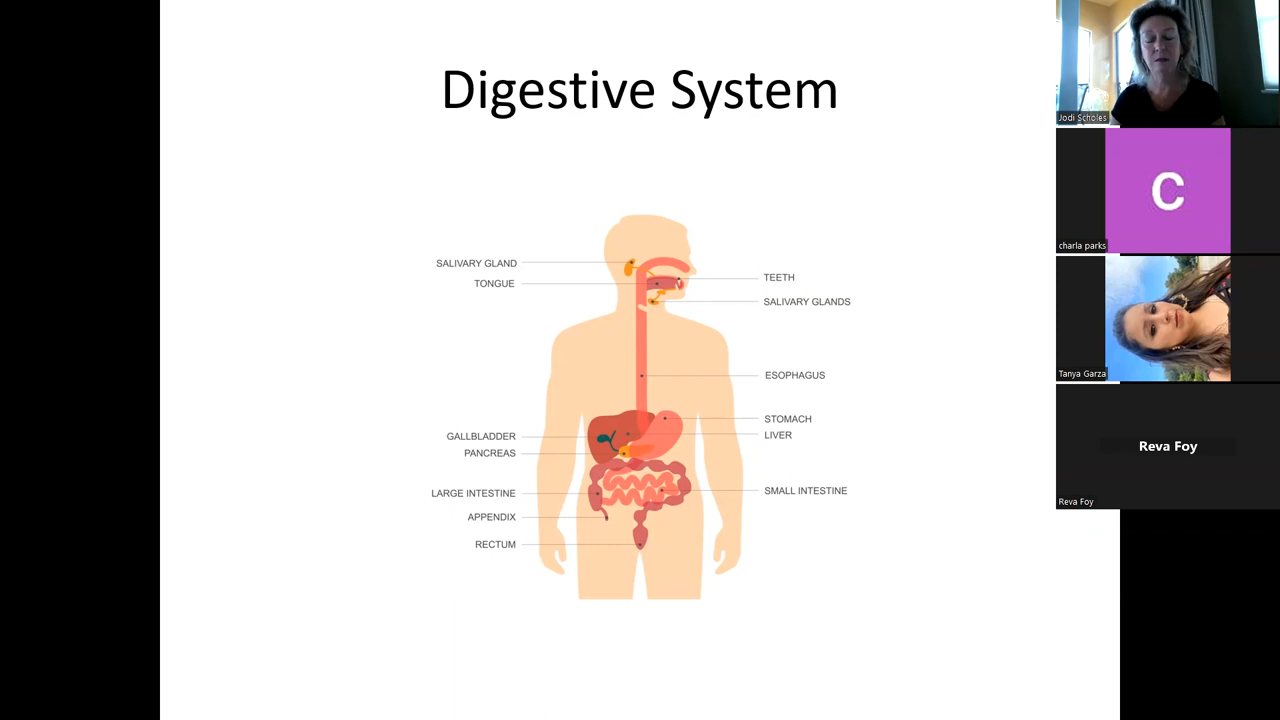 Digestive System
SALIVARY GLAND
TONGUE
TEETH
SALIVARY GLANDS
ESOPHAGUS
STOMACH
LIVER
GALLBLADDER
PANCREAS
LARGE INTESTINE
SMALL INTESTINE
APPENDIX
RECTUM
Jodi Scholes
C
charla parks
Tanya Garza
Reva Foy
Reva Foy